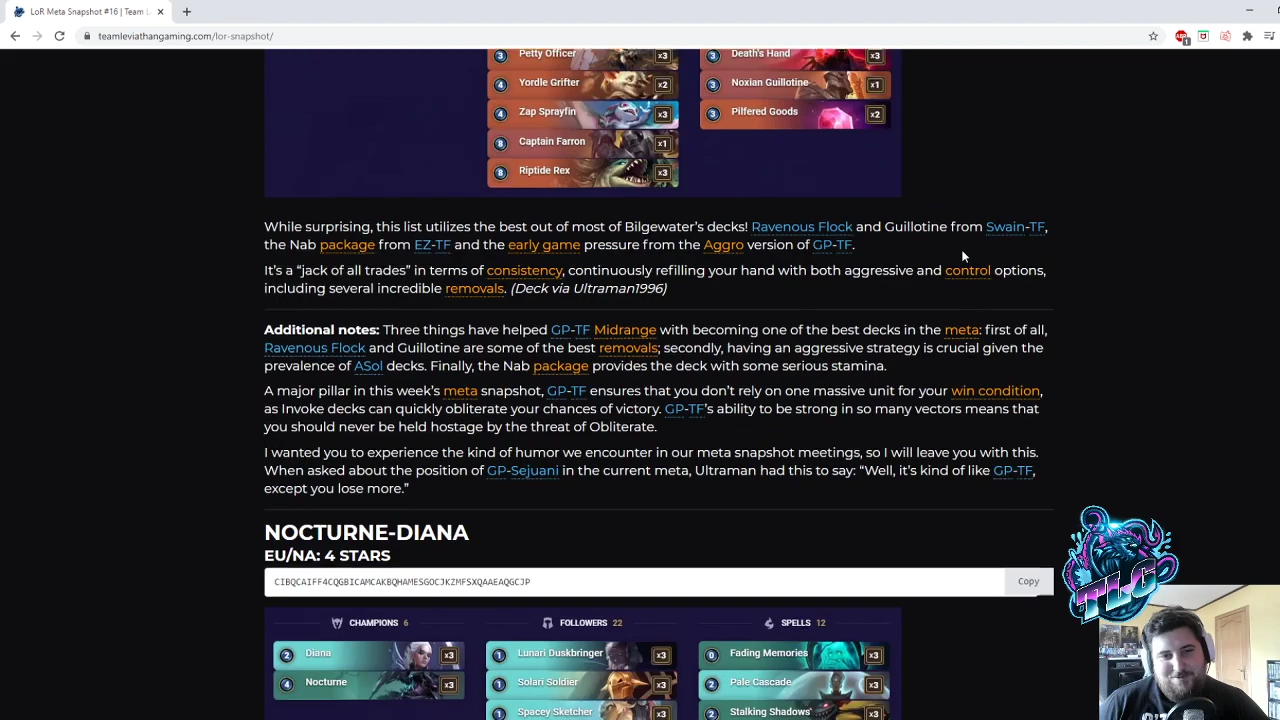 LoR Meta Snapshot #16 | Team L
teamleviathangaming.com/lor-snapshot/
3 Petty Officer x3
4 Yordle Grifter x2
4 Zap Sprayfin x3
8 Captain Farron x1
8 Riptide Rex x3
3 Death's Hand x3
3 Noxian Guillotine x1
3 Pilfered Goods x2
While surprising, this list utilizes the best out of most of Bilgewater's decks! Ravenous Flock and Guillotine from Swain-TF,
the Nab package from EZ-TF and the early game pressure from the Aggro version of GP-TF.
It's a “jack of all trades” in terms of consistency, continuously refilling your hand with both aggressive and control options,
including several incredible removals. (Deck via Ultraman1996)
Additional notes: Three things have helped GP-TF Midrange with becoming one of the best decks in the meta: first of all,
Ravenous Flock and Guillotine are some of the best removals; secondly, having an aggressive strategy is crucial given the
prevalence of ASol decks. Finally, the Nab package provides the deck with some serious stamina.
A major pillar in this week's meta snapshot, GP-TF ensures that you don't rely on one massive unit for your win condition,
as Invoke decks can quickly obliterate your chances of victory. GP-TF's ability to be strong in so many vectors means that
you should never be held hostage by the threat of Obliterate.
I wanted you to experience the kind of humor we encounter in our meta snapshot meetings, so I will leave you with this.
When asked about the position of GP-Sejuani in the current meta, Ultraman had this to say: “Well, it's kind of like GP-TF,
except you lose more.”
NOCTURNE-DIANA
EU/NA: 4 STARS
CIBQCAIFF4CQGBICAMCAKBQHAMESGOCJKZMFSXQAAEAQGCJP Copy
CHAMPIONS 6
2 Diana x3
4 Nocturne x3
FOLLOWERS 22
1 Lunari Duskbringer x3
1 Solari Soldier x3
1 Spacey Sketcher x3
SPELLS 12
0 Fading Memories x3
2 Pale Cascade x3
2 Stalking Shadows x3
TLG